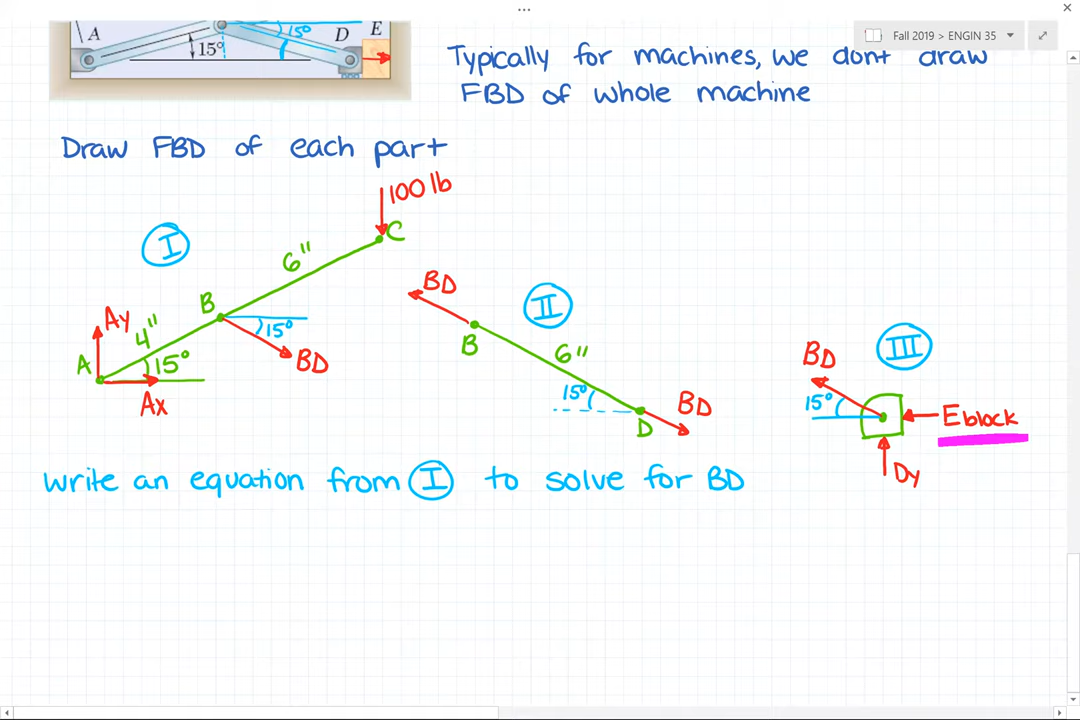 Fall 2019 > ENGIN 35
A
15°
15°
D
E
Typically for machines, we dont draw
FBD of whole machine
Draw FBD of each part
100 lb
I
C
6"
B
4"
Ay
A
15°
Ax
15°
BD
BD
II
B
6"
15°
BD
D
III
BD
15°
E block
Dy
write an equation from I to solve for BD